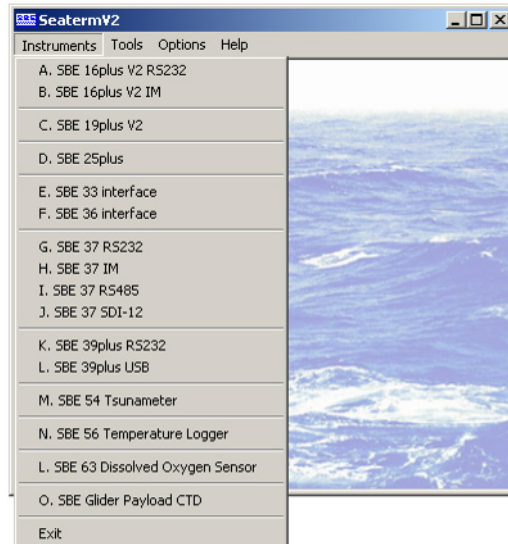 SBE SeatermV2
Instruments Tools Options Help
A. SBE 16plus V2 RS232
B. SBE 16plus V2 IM
C. SBE 19plus V2
D. SBE 25plus
E. SBE 33 interface
F. SBE 36 interface
G. SBE 37 RS232
H. SBE 37 IM
I. SBE 37 RS485
J. SBE 37 SDI-12
K. SBE 39plus RS232
L. SBE 39plus USB
M. SBE 54 Tsunameter
N. SBE 56 Temperature Logger
L. SBE 63 Dissolved Oxygen Sensor
O. SBE Glider Payload CTD
Exit